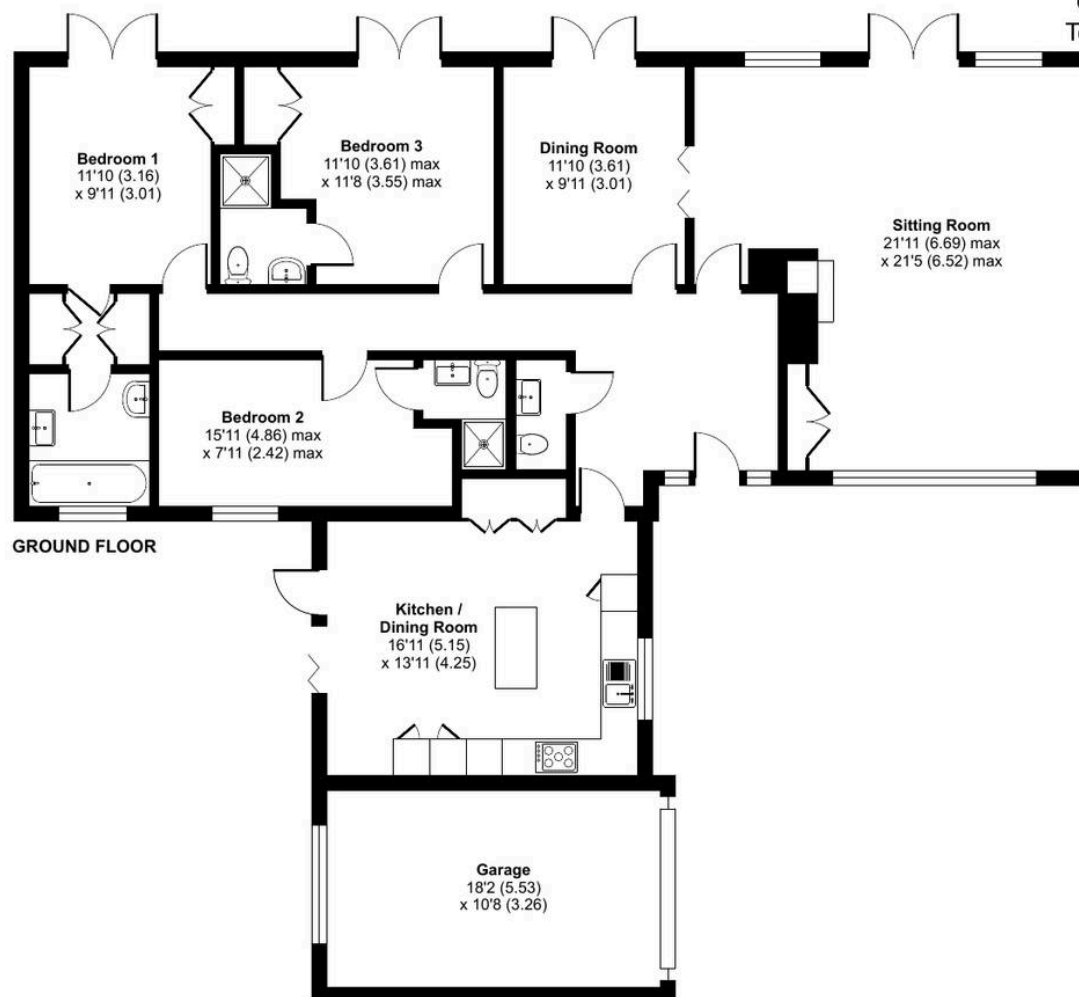 Bedroom 1
11'10 (3.16)
x 9'11 (3.01)
Bedroom 3
11'10 (3.61) max
x 11'8 (3.55) max
Dining Room
11'10 (3.61)
x 9'11 (3.01)
Sitting Room
21'11 (6.69) max
x 21'5 (6.52) max
Bedroom 2
15'11 (4.86) max
x 7'11 (2.42) max
GROUND FLOOR
Kitchen /
Dining Room
16'11 (5.15)
x 13'11 (4.25)
Garage
18'2 (5.53)
x 10'8 (3.26)